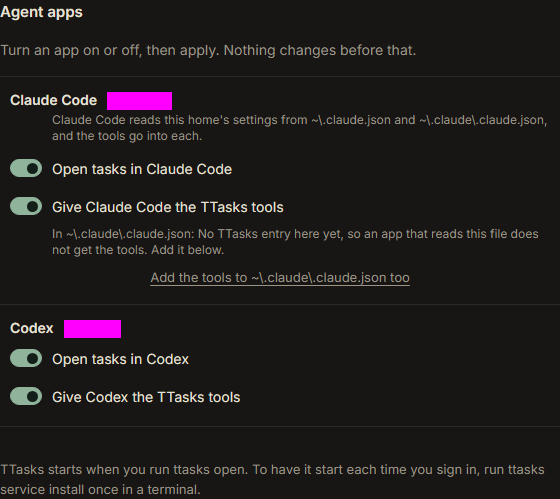 Agent apps
Turn an app on or off, then apply. Nothing changes before that.
Claude Code
Claude Code reads this home's settings from ~\.claude.json and ~\.claude\.claude.json,
and the tools go into each.
Open tasks in Claude Code
Give Claude Code the TTasks tools
In ~\.claude\.claude.json: No TTasks entry here yet, so an app that reads this file does
not get the tools. Add it below.
Add the tools to ~\.claude\.claude.json too
Codex
Open tasks in Codex
Give Codex the TTasks tools
TTasks starts when you run ttasks open. To have it start each time you sign in, run ttasks
service install once in a terminal.